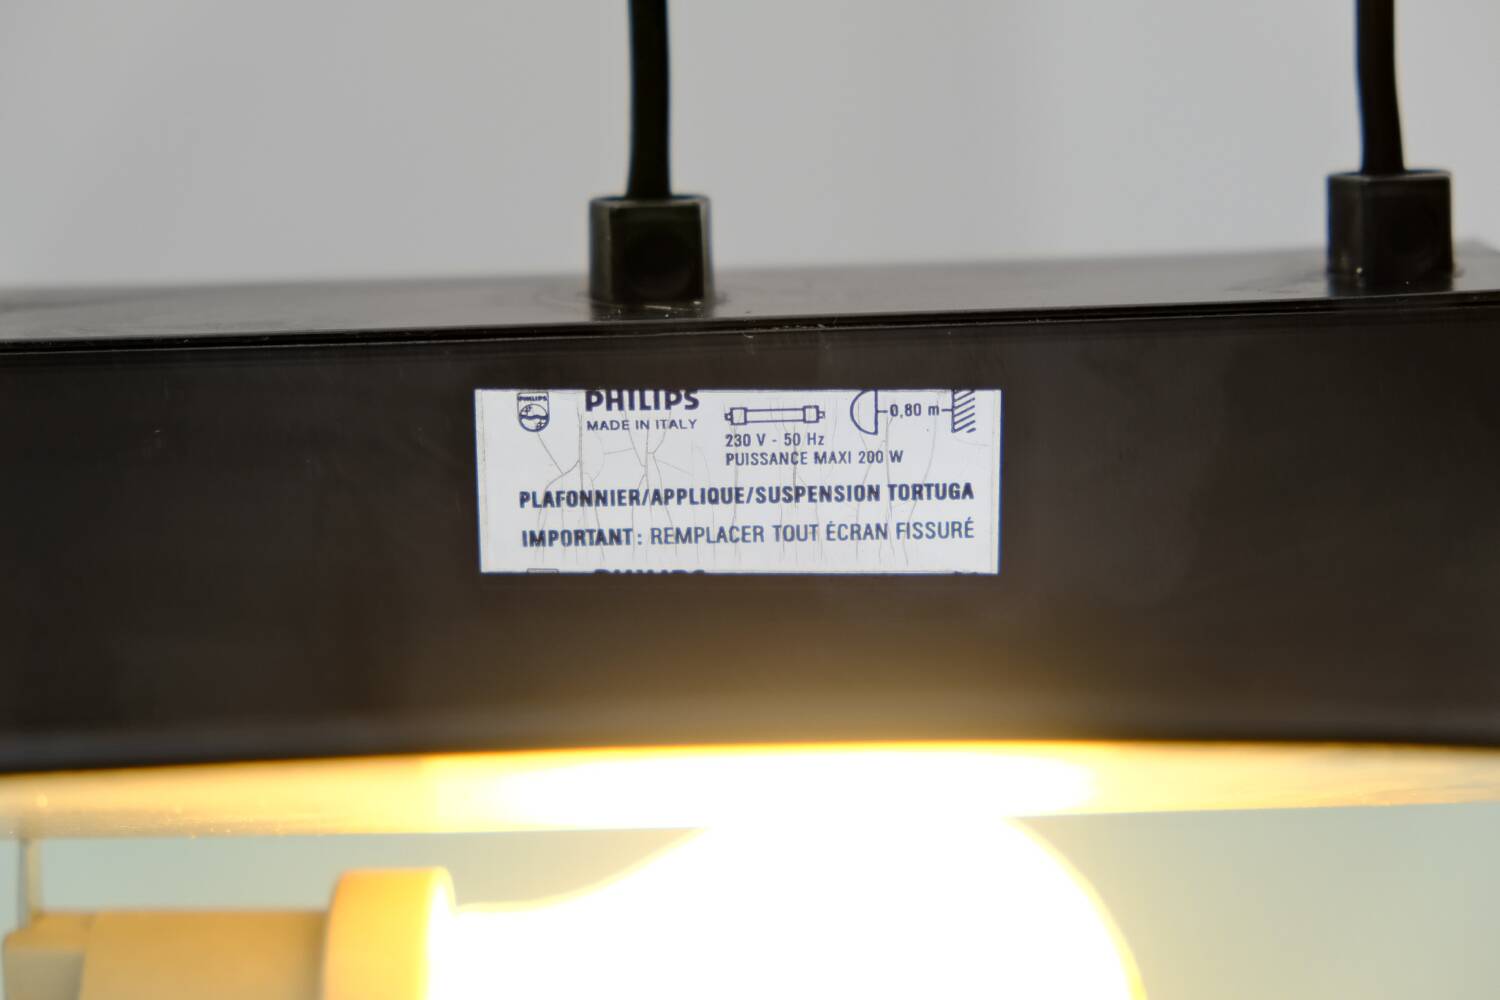 PHILIPS
PHILIPS
MADE IN ITALY
0,80 m
230 V - 50 Hz
PUISSANCE MAXI 200 W
PLAFONNIER/APPLIQUE/SUSPENSION TORTUGA
IMPORTANT: REMPLACER TOUT ÉCRAN FISSURÉ